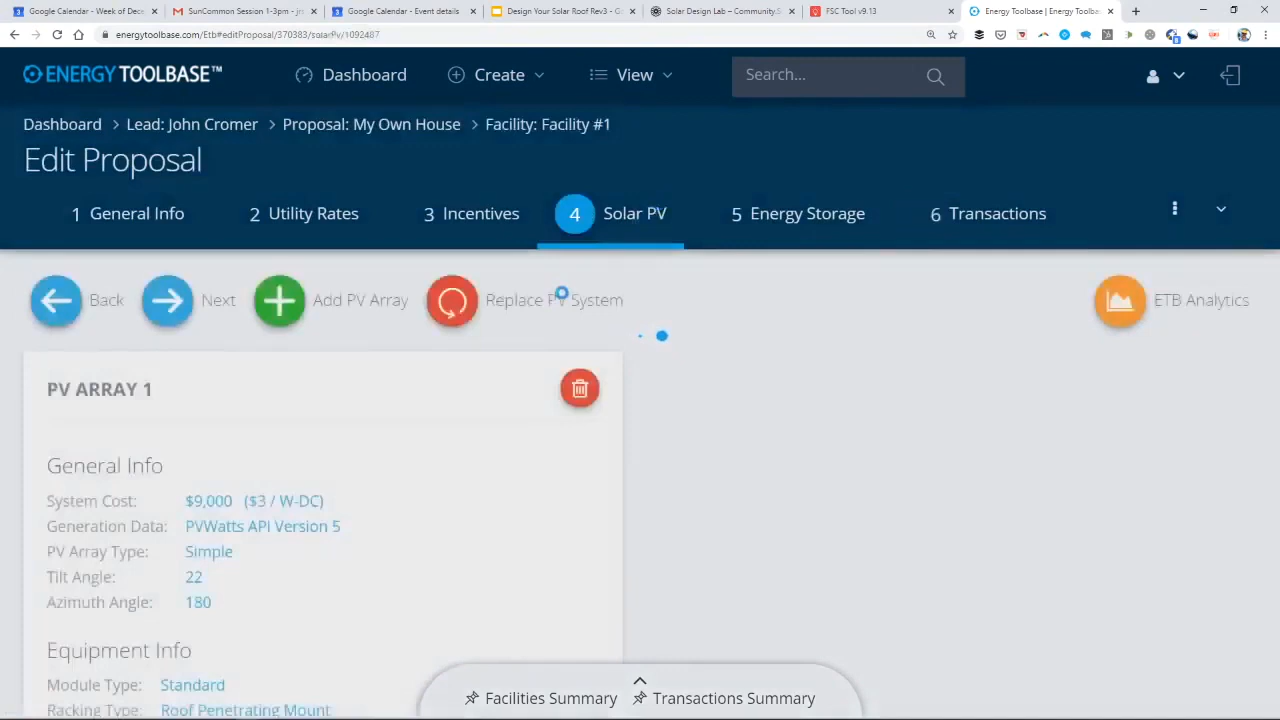 Google Calendar - Week of Decem
SunCommon Session 1-3pm - jra
Google Calendar - Event details
Design Your Solar Roof Rev3 - Go
Solar Design Lab – Community.S
FSC Tool v9.13
Energy Toolbase | Energy Toolba
energytoolbase.com/Etb#editProposal/370383/solarPv/1092487
ENERGY TOOLBASE™
Dashboard
Create
View
Search...
Dashboard > Lead: John Cromer > Proposal: My Own House > Facility: Facility #1
Edit Proposal
1 General Info
2 Utility Rates
3 Incentives
4 Solar PV
5 Energy Storage
6 Transactions
Back
Next
Add PV Array
Replace PV System
ETB Analytics
PV ARRAY 1
General Info
System Cost: $9,000 ($3 / W-DC)
Generation Data: PVWatts API Version 5
PV Array Type: Simple
Tilt Angle: 22
Azimuth Angle: 180
Equipment Info
Module Type: Standard
Racking Type: Roof Penetrating Mount
Facilities Summary
Transactions Summary